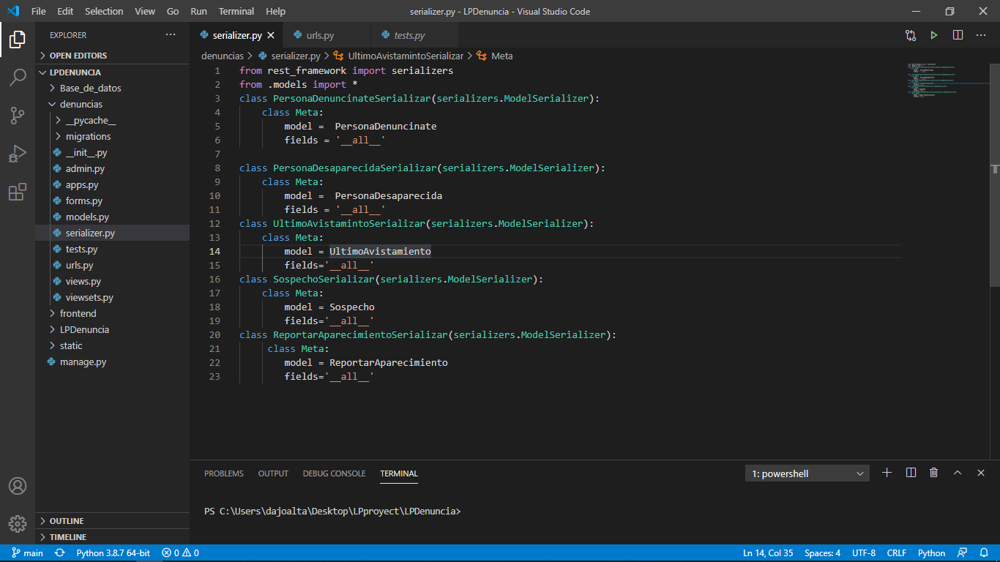 File Edit Selection View Go Run Terminal Help
serializer.py - LPDenuncia - Visual Studio Code
EXPLORER
OPEN EDITORS
LPDENUNCIA
Base_de_datos
denuncias
__pycache__
migrations
__init__.py
admin.py
apps.py
forms.py
models.py
serializer.py
tests.py
urls.py
views.py
viewsets.py
frontend
LPDenuncia
static
manage.py
OUTLINE
TIMELINE
serializer.py urls.py tests.py
denuncias > serializer.py > UltimoAvistamintoSerializar > Meta
1 from rest_framework import serializers
2 from .models import *
3 class PersonaDenuncinateSerializar(serializers.ModelSerializer):
4 class Meta:
5 model =  PersonaDenuncinate
6 fields = '__all__'
7
8 class PersonaDesaparecidaSerializar(serializers.ModelSerializer):
9 class Meta:
10 model =  PersonaDesaparecida
11 fields = '__all__'
12 class UltimoAvistamintoSerializar(serializers.ModelSerializer):
13 class Meta:
14 model = UltimoAvistamiento
15 fields='__all__'
16 class SospechoSerializar(serializers.ModelSerializer):
17 class Meta:
18 model = Sospecho
19 fields='__all__'
20 class ReportarAparecimientoSerializar(serializers.ModelSerializer):
21 class Meta:
22 model = ReportarAparecimiento
23 fields='__all__'
PROBLEMS OUTPUT DEBUG CONSOLE TERMINAL
1: powershell
PS C:\Users\dajoalta\Desktop\LPproyect\LPDenuncia>
main Python 3.8.7 64-bit 0 0 Ln 14, Col 35 Spaces: 4 UTF-8 CRLF Python